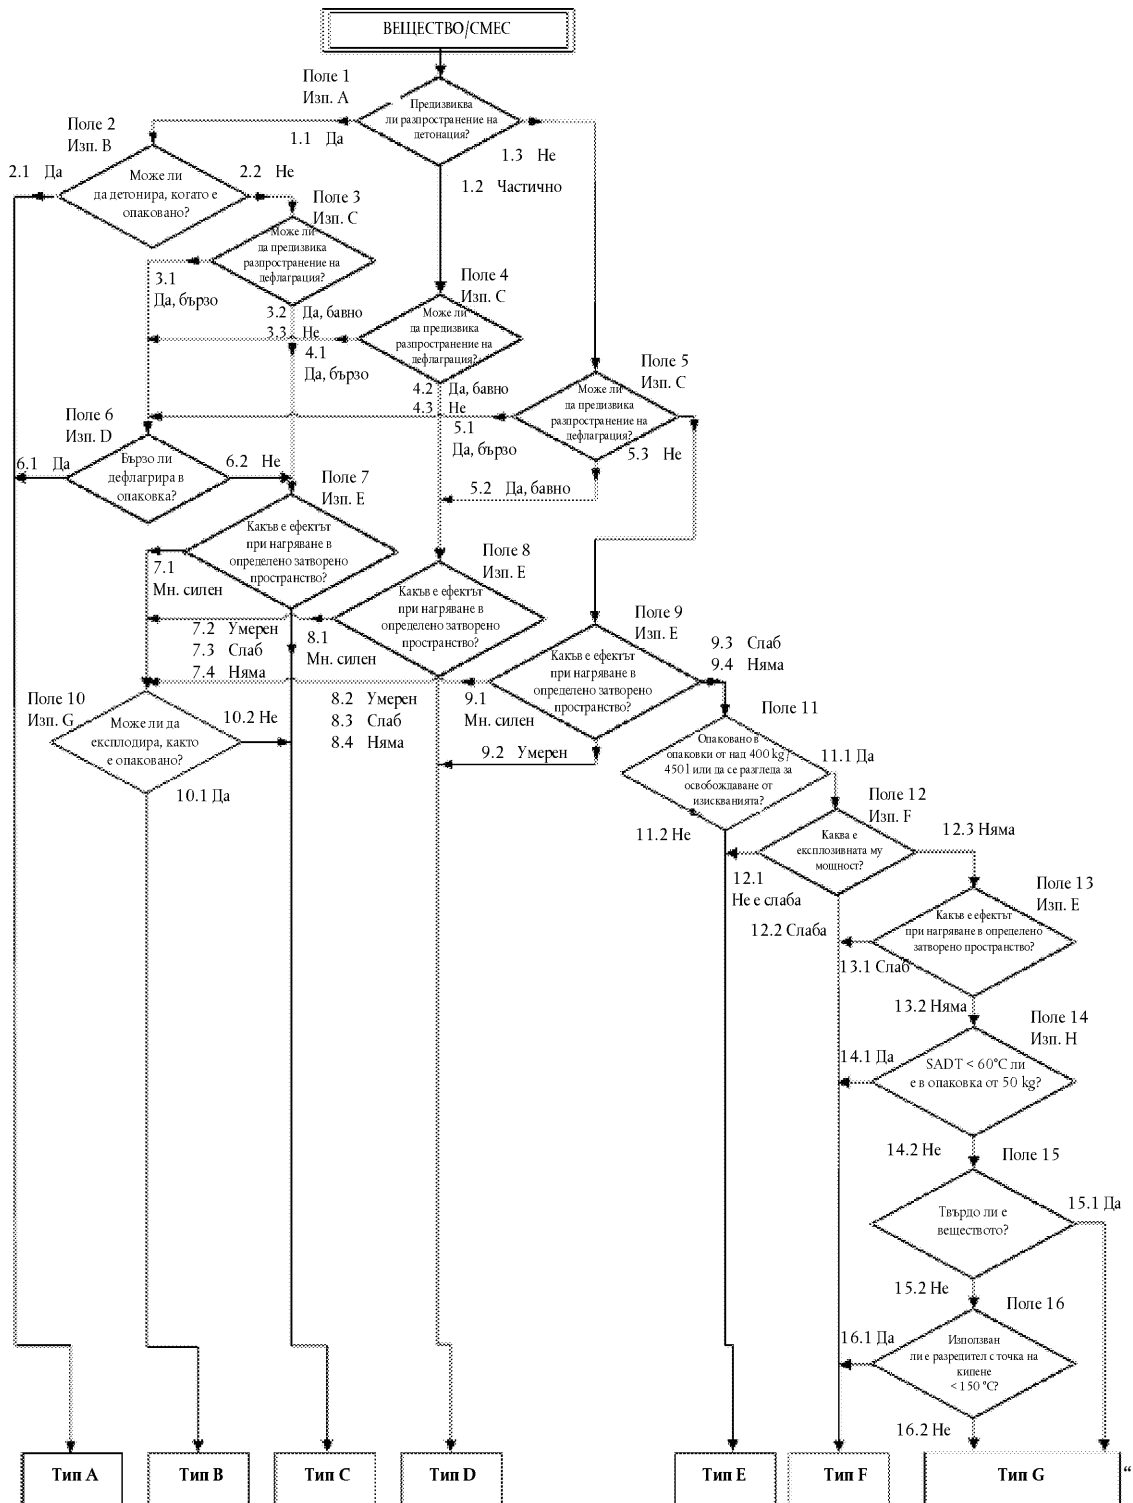 ВЕЩЕСТВО/СМЕС
Поле 1
Изп. A
Предизвиква
ли разпространение на
детонация?
1.1 Да
1.2 Частично
1.3 Не
Поле 2
Изп. B
Може ли
да детонира, когато е
опаковано?
2.1 Да
2.2 Не
Поле 3
Изп. C
Може ли
да предизвика
разпространение на
дефлаграция?
3.1
Да, бързо
3.2 Да, бавно
3.3 Не
Поле 4
Изп. C
Може ли
да предизвика
разпространение на
дефлаграция?
4.1
Да, бързо
4.2 Да, бавно
4.3 Не
Поле 5
Изп. C
Може ли
да предизвика
разпространение на
дефлаграция?
5.1
Да, бързо
5.2 Да, бавно
5.3 Не
Поле 6
Изп. D
Бързо ли
дефлагрира в
опаковка?
6.1 Да
6.2 Не
Поле 7
Изп. E
Какъв е ефектът
при нагряване в
определено затворено
пространство?
7.1
Мн. силен
7.2 Умерен
7.3 Слаб
7.4 Няма
Поле 8
Изп. E
Какъв е ефектът
при нагряване в
определено затворено
пространство?
8.1
Мн. силен
8.2 Умерен
8.3 Слаб
8.4 Няма
Поле 9
Изп. E
Какъв е ефектът
при нагряване в
определено затворено
пространство?
9.1
Мн. силен
9.2 Умерен
9.3 Слаб
9.4 Няма
Поле 10
Изп. G
Може ли да
експлодира, както
е опаковано?
10.1 Да
10.2 Не
Поле 11
Опаковано в
опаковки от над 400 kg/
450 l или да се разгледа за
освобождаване от
изискванията?
11.1 Да
11.2 Не
Поле 12
Изп. F
Каква е
експлозивната му
мощност?
12.1
Не е слаба
12.2 Слаба
12.3 Няма
Поле 13
Изп. E
Какъв е ефектът
при нагряване в определено
затворено пространство?
13.1 Слаб
13.2 Няма
Поле 14
Изп. H
SADT < 60°C ли
е в опаковка от 50 kg?
14.1 Да
14.2 Не
Поле 15
Твърдо ли е
веществото?
15.1 Да
15.2 Не
Поле 16
Използван
ли е разредител с точка на
кипене
< 150 °C?
16.1 Да
16.2 Не
Тип A
Тип B
Тип C
Тип D
Тип E
Тип F
Тип G
“